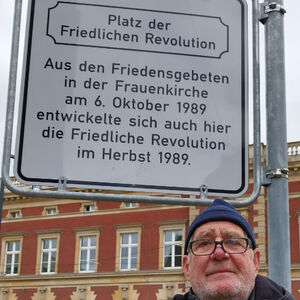 Platz der
Friedlichen Revolution
Aus den Friedensgebeten
in der Frauenkirche
am 6. Oktober 1989
entwickelte sich auch hier
die Friedliche Revolution
im Herbst 1989.